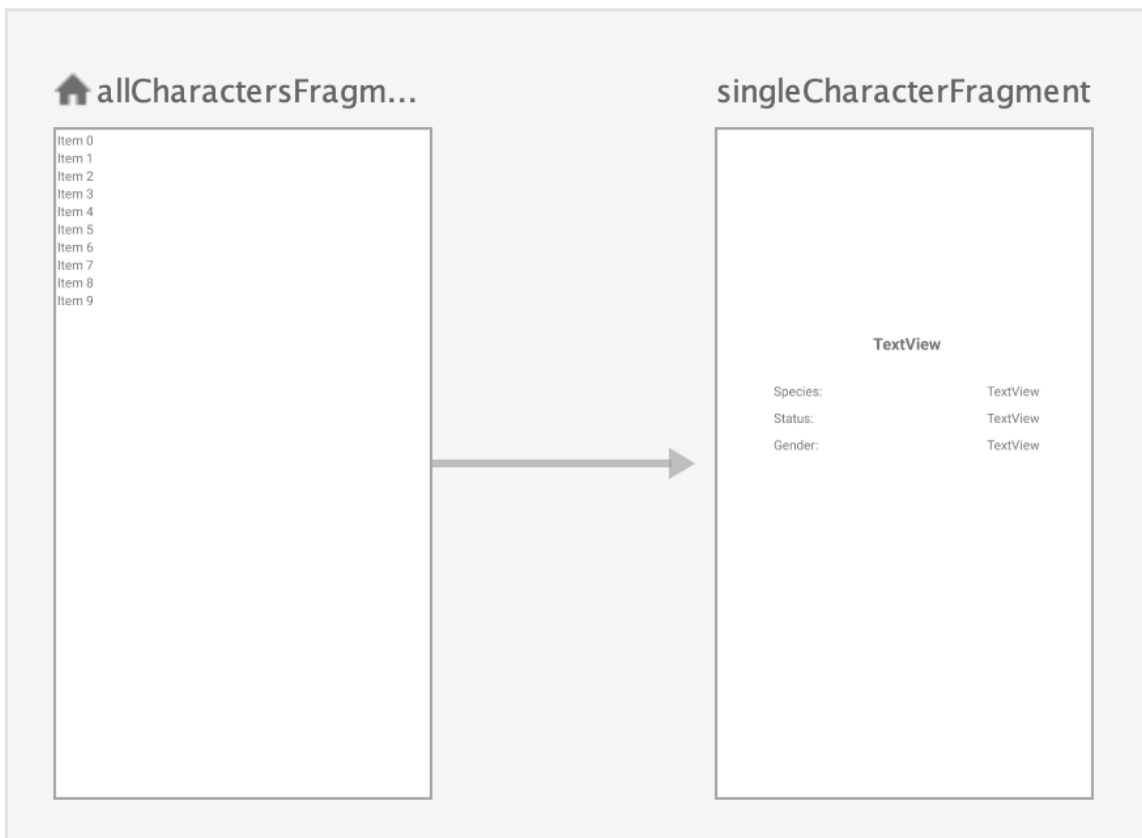 allCharactersFragm...
Item 0
Item 1
Item 2
Item 3
Item 4
Item 5
Item 6
Item 7
Item 8
Item 9
singleCharacterFragment
TextView
Species: TextView
Status: TextView
Gender: TextView